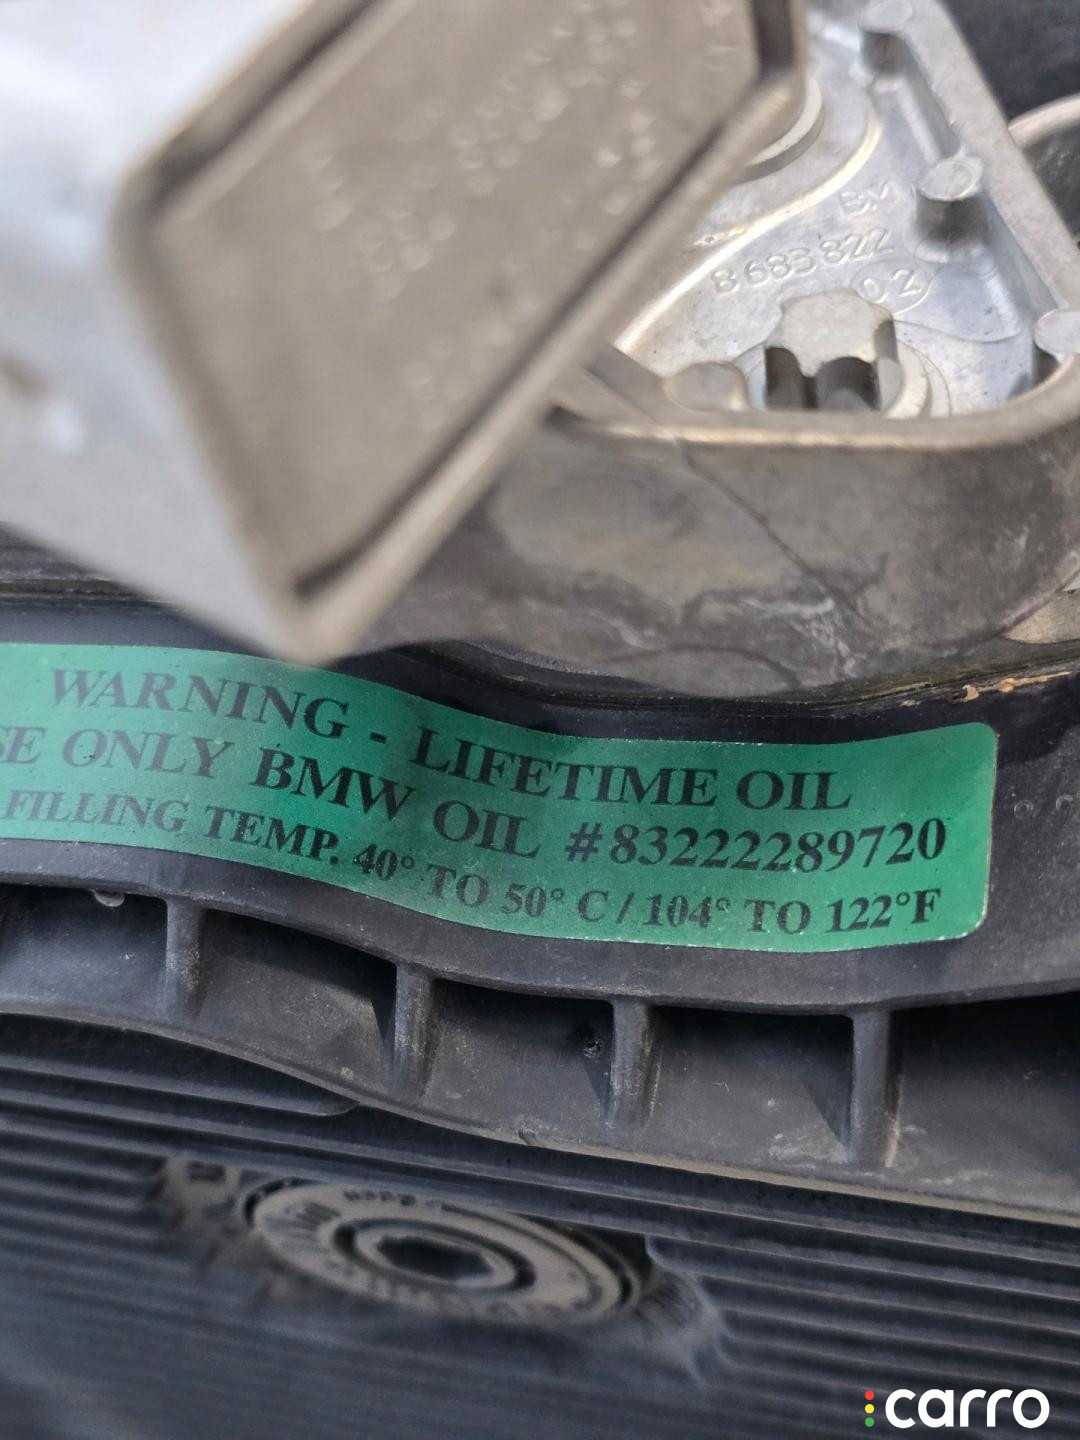 BM
8683822
02
WARNING - LIFETIME OIL
SE ONLY BMW OIL #83222289720
FILLING TEMP. 40° TO 50° C / 104° TO 122°F
carro